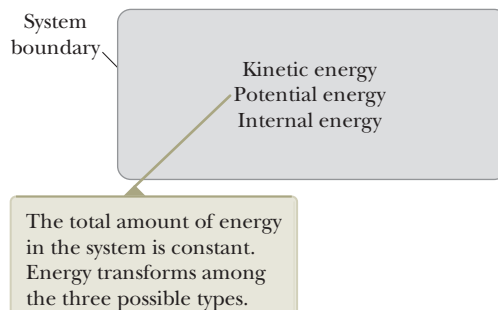 System
boundary
Kinetic energy
Potential energy
Internal energy
The total amount of energy
in the system is constant.
Energy transforms among
the three possible types.